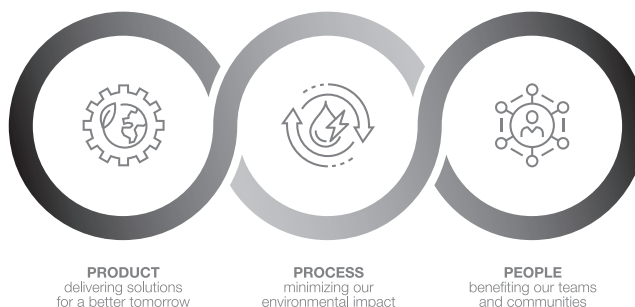 PRODUCT
delivering solutions
for a better tomorrow
PROCESS
minimizing our
environmental impact
PEOPLE
benefiting our teams
and communities